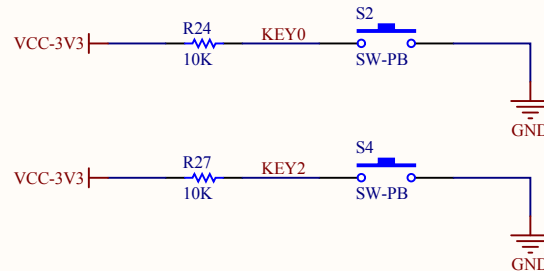 S2
R24
KEY0
VCC-3V3
10K
SW-PB
GND
S4
R27
KEY2
VCC-3V3
10K
SW-PB
GND